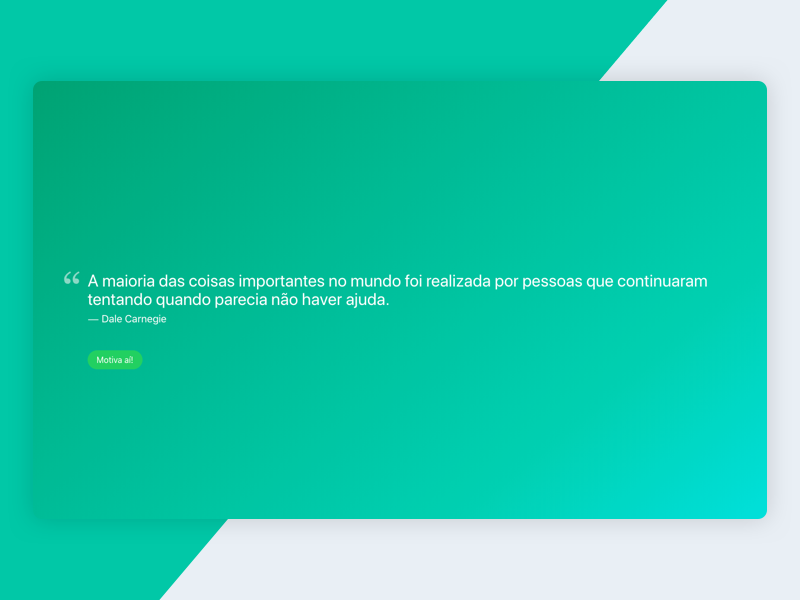 “ A maioria das coisas importantes no mundo foi realizada por pessoas que continuaram
tentando quando parecia não haver ajuda.
— Dale Carnegie
Motiva aí!